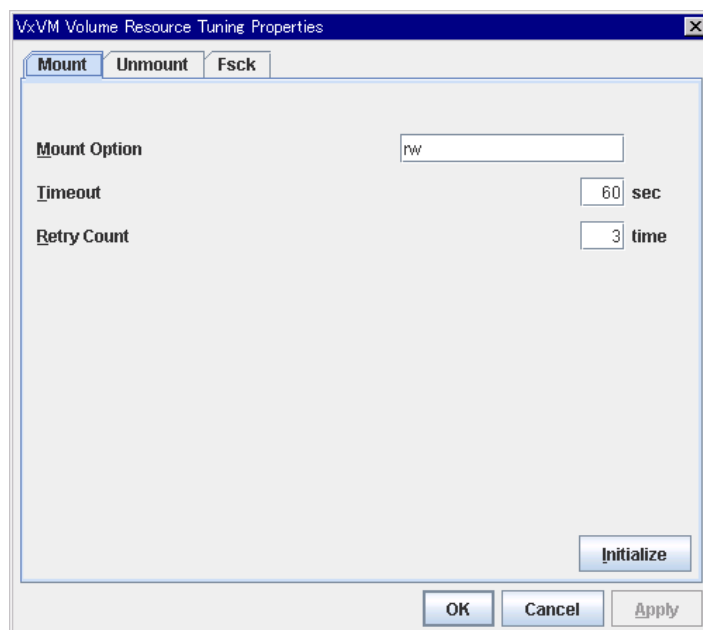 VxVM Volume Resource Tuning Properties
Mount Unmount Fsck
Mount Option rw
Timeout 60 sec
Retry Count 3 time
Initialize
OK Cancel Apply